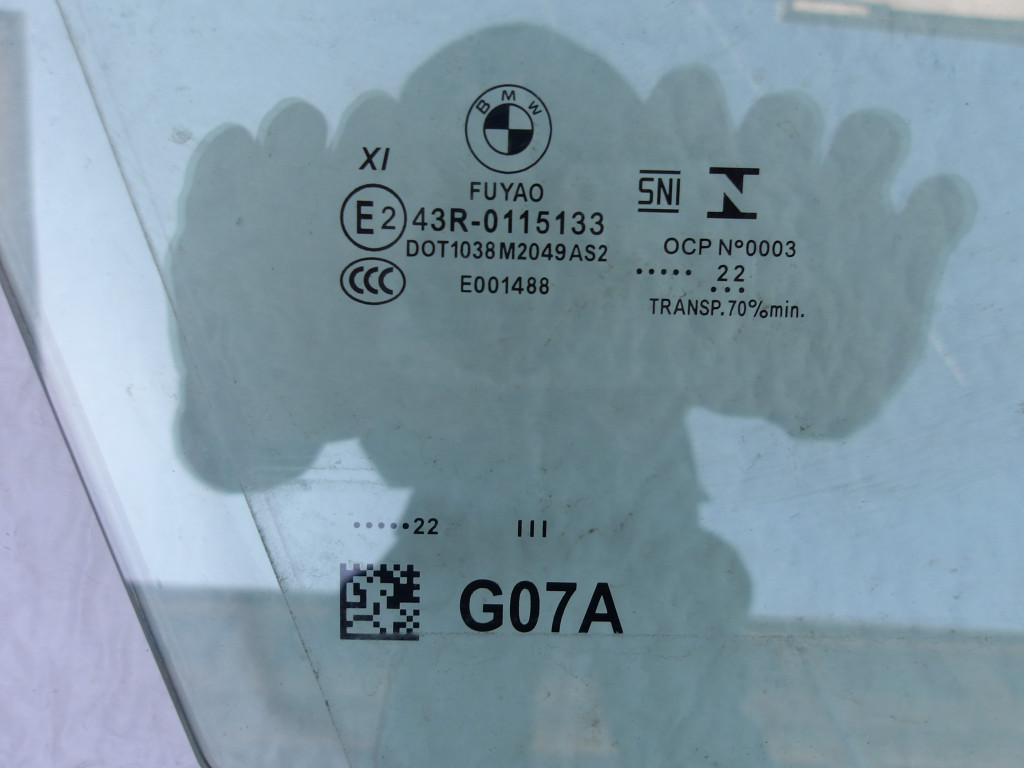 BMW
XI
FUYAO
E2 43R-0115133
DOT1038 M2049 AS2
CCC
E001488
SNI
OCP Nº0003
..... 22
...
TRANSP.70%min.
.....22
III
G07A